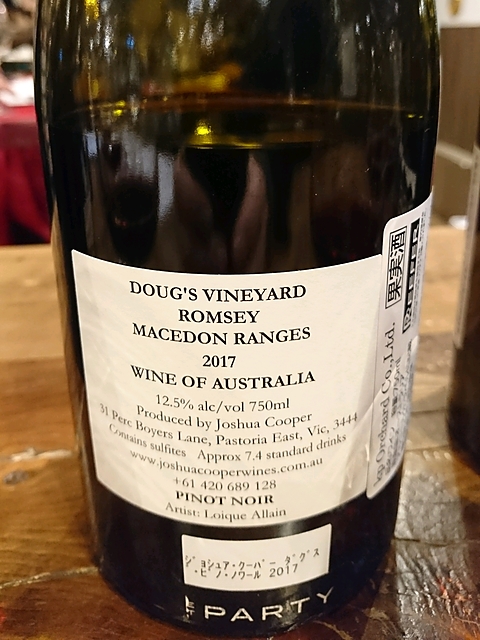 DOUG'S VINEYARD
ROMSEY
MACEDON RANGES
2017
WINE OF AUSTRALIA
12.5% alc/vol 750ml
Produced by Joshua Cooper
31 Perc Boyers Lane, Pastoria East, Vic, 3444
Contains sulfites Approx 7.4 standard drinks
www.joshuacooperwines.com.au
+61 420 689 128
PINOT NOIR
Artist: Loique Allain
果実酒
Orchard Co.,Ltd.
ジョシュア・クーパー ダグズ
・ピノ・ノワール 2017
PARTY